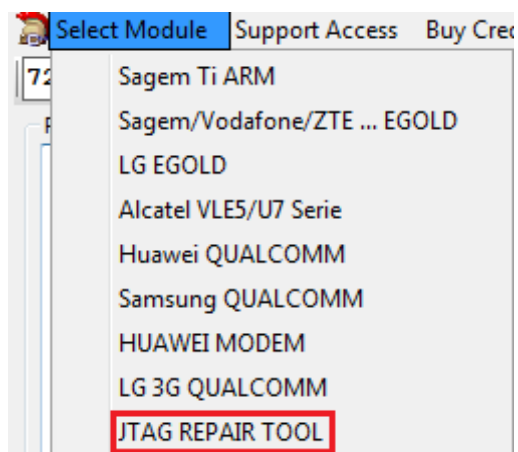 Select Module Support Access Buy Cre
72
Sagem Ti ARM
Sagem/Vodafone/ZTE ... EGOLD
LG EGOLD
Alcatel VLE5/U7 Serie
Huawei QUALCOMM
Samsung QUALCOMM
HUAWEI MODEM
LG 3G QUALCOMM
JTAG REPAIR TOOL